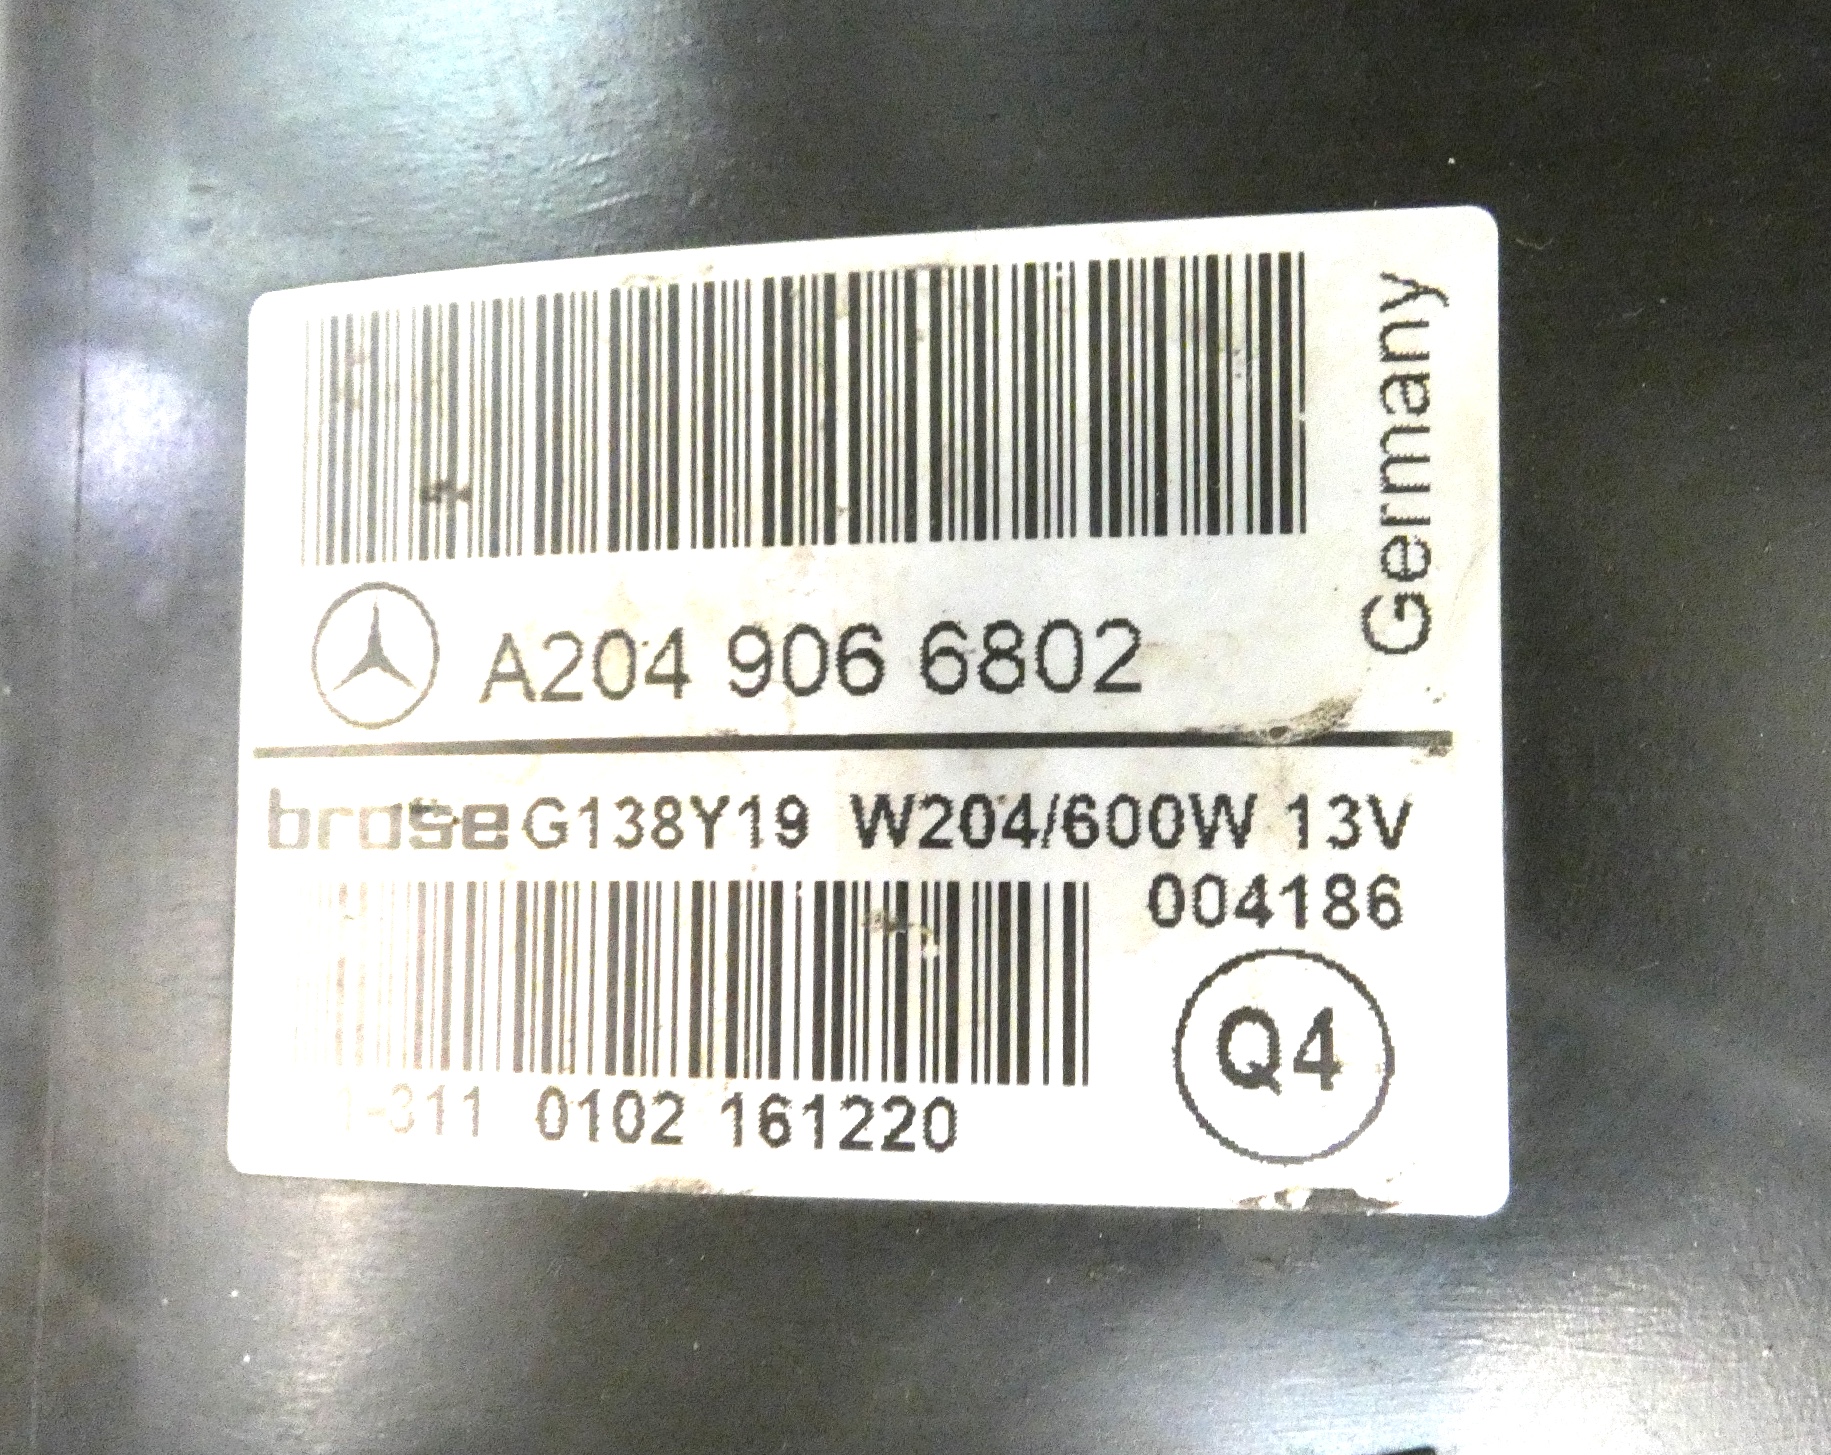 Germany
A204 906 6802
brose G138Y19 W204/600W 13V
004186
Q4
0102 161220